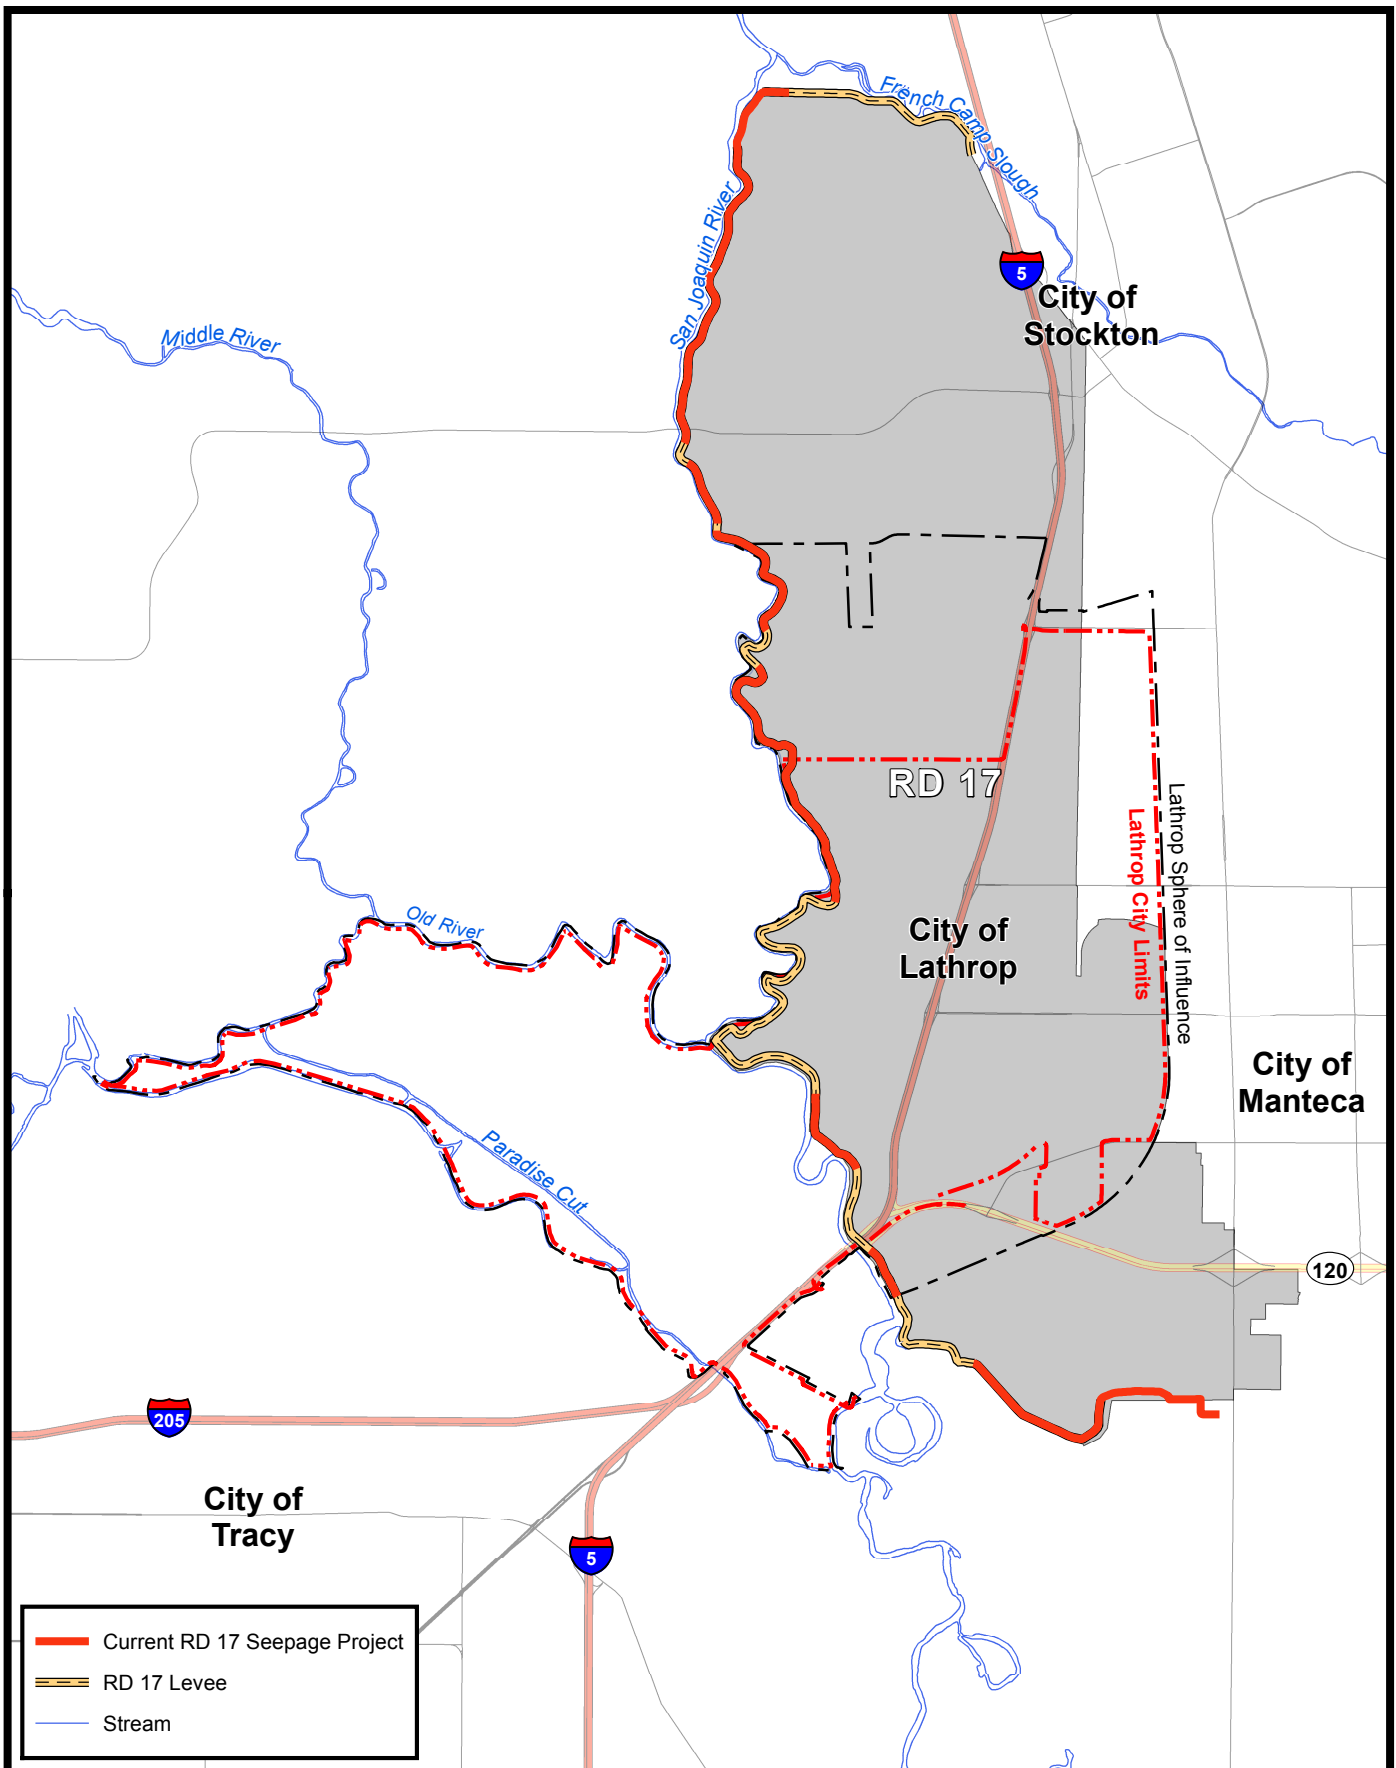 French Camp Slough
San Joaquin River
5
City of
Stockton
Middle River
RD 17
Lathrop Sphere of Influence
Lathrop City Limits
Old River
City of
Lathrop
City of
Manteca
Paradise Cut
120
205
City of
Tracy
5
Current RD 17 Seepage Project
RD 17 Levee
Stream